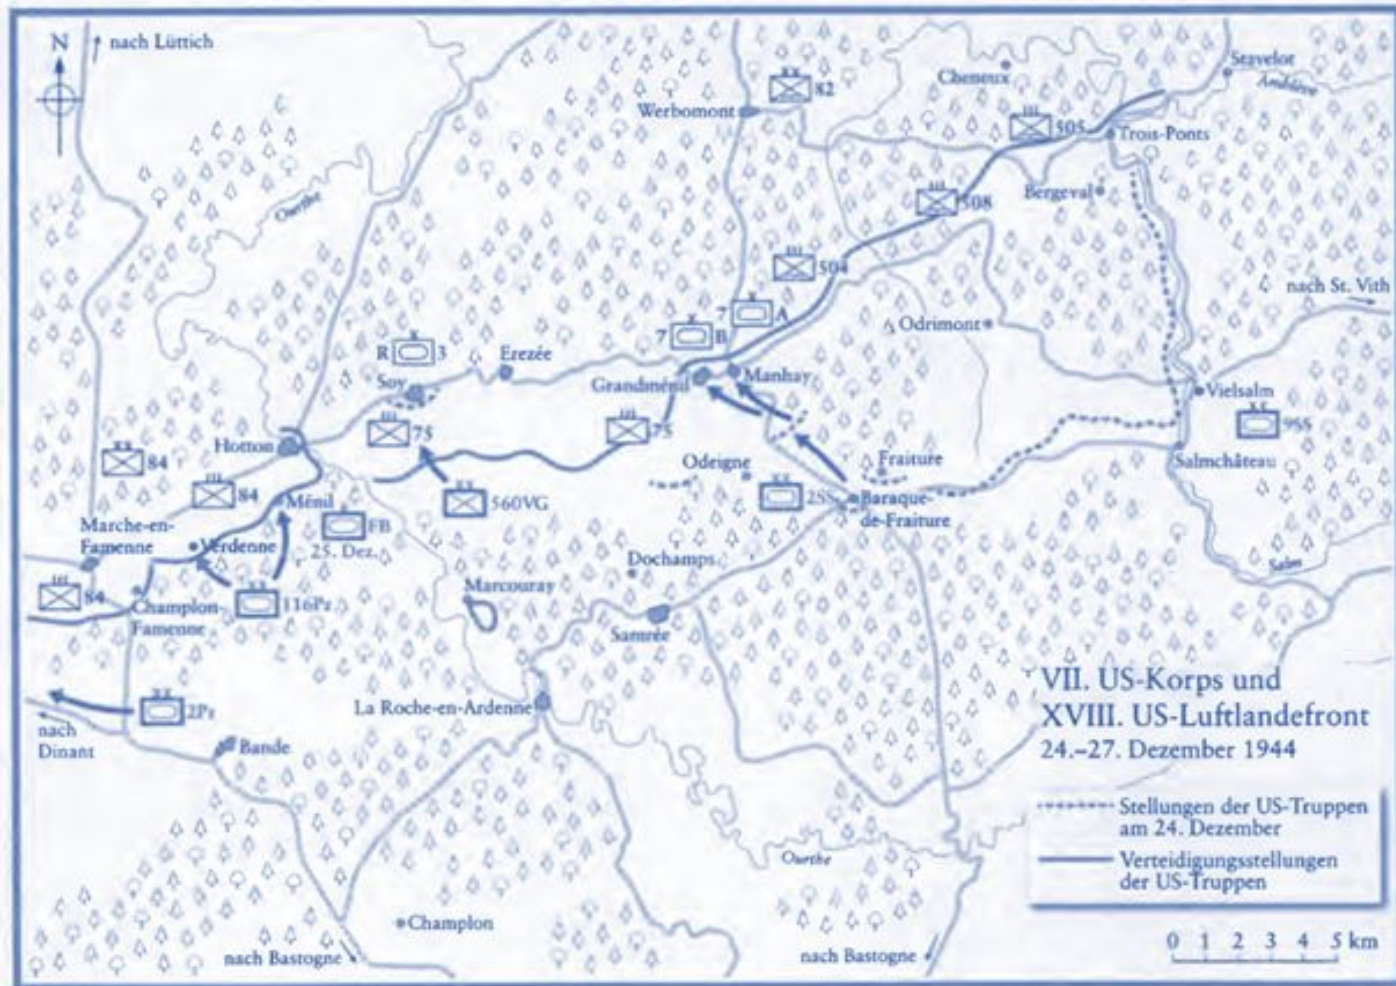 N
nach Lüttich
Stavelot
Cheneux
Amblève
XX
82
Werbomont
III
505
Trois-Ponts
Bergeval
III
508
Ourthe
III
504
nach St. Vith
X
7 A
X
7 B
Odrimont
X
R 3
Erezée
Soy
Grandménil
Manhay
Vielsalm
III
75
III
75
XX
9SS
Hotton
Salmchâteau
XX
84
Odeigne
Fraiture
III
84
Ménil
XX
560VG
XX
2SS
Baraque-
de-Fraiture
Marche-en-
Famenne
FB
25. Dez.
Verdenne
Dochamps
Salm
III
84
Champlon-
Famenne
XX
116Pz
Marcouray
Samrée
La Roche-en-Ardenne
XX
2Pz
nach
Dinant
Bande
VII. US-Korps und
XVIII. US-Luftlandefront
24.–27. Dezember 1944
Stellungen der US-Truppen
am 24. Dezember
Verteidigungsstellungen
der US-Truppen
Ourthe
Champlon
nach Bastogne
nach Bastogne
0 1 2 3 4 5 km